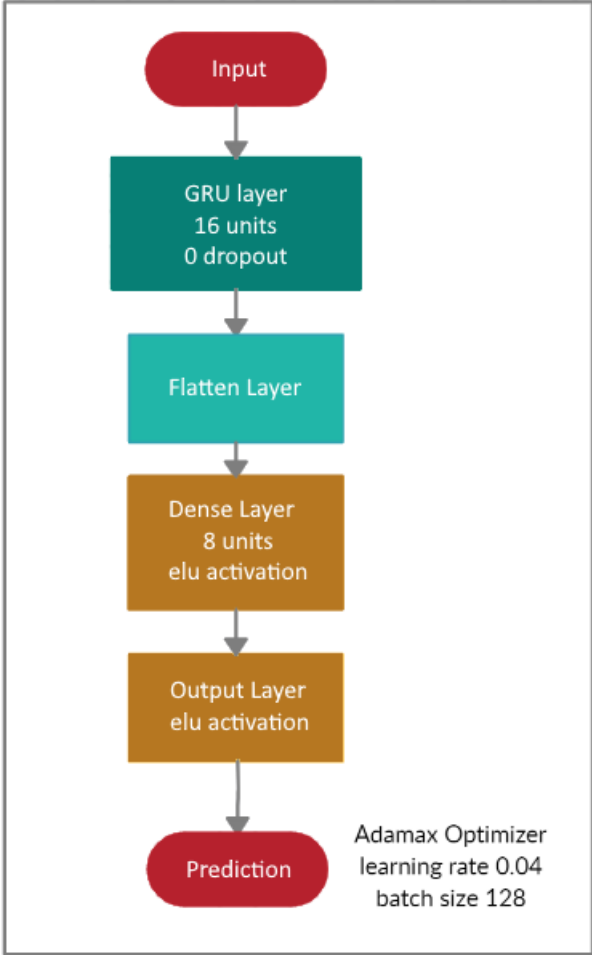 Input
GRU layer
16 units
0 dropout
Flatten Layer
Dense Layer
8 units
elu activation
Output Layer
elu activation
Prediction
Adamax Optimizer
learning rate 0.04
batch size 128